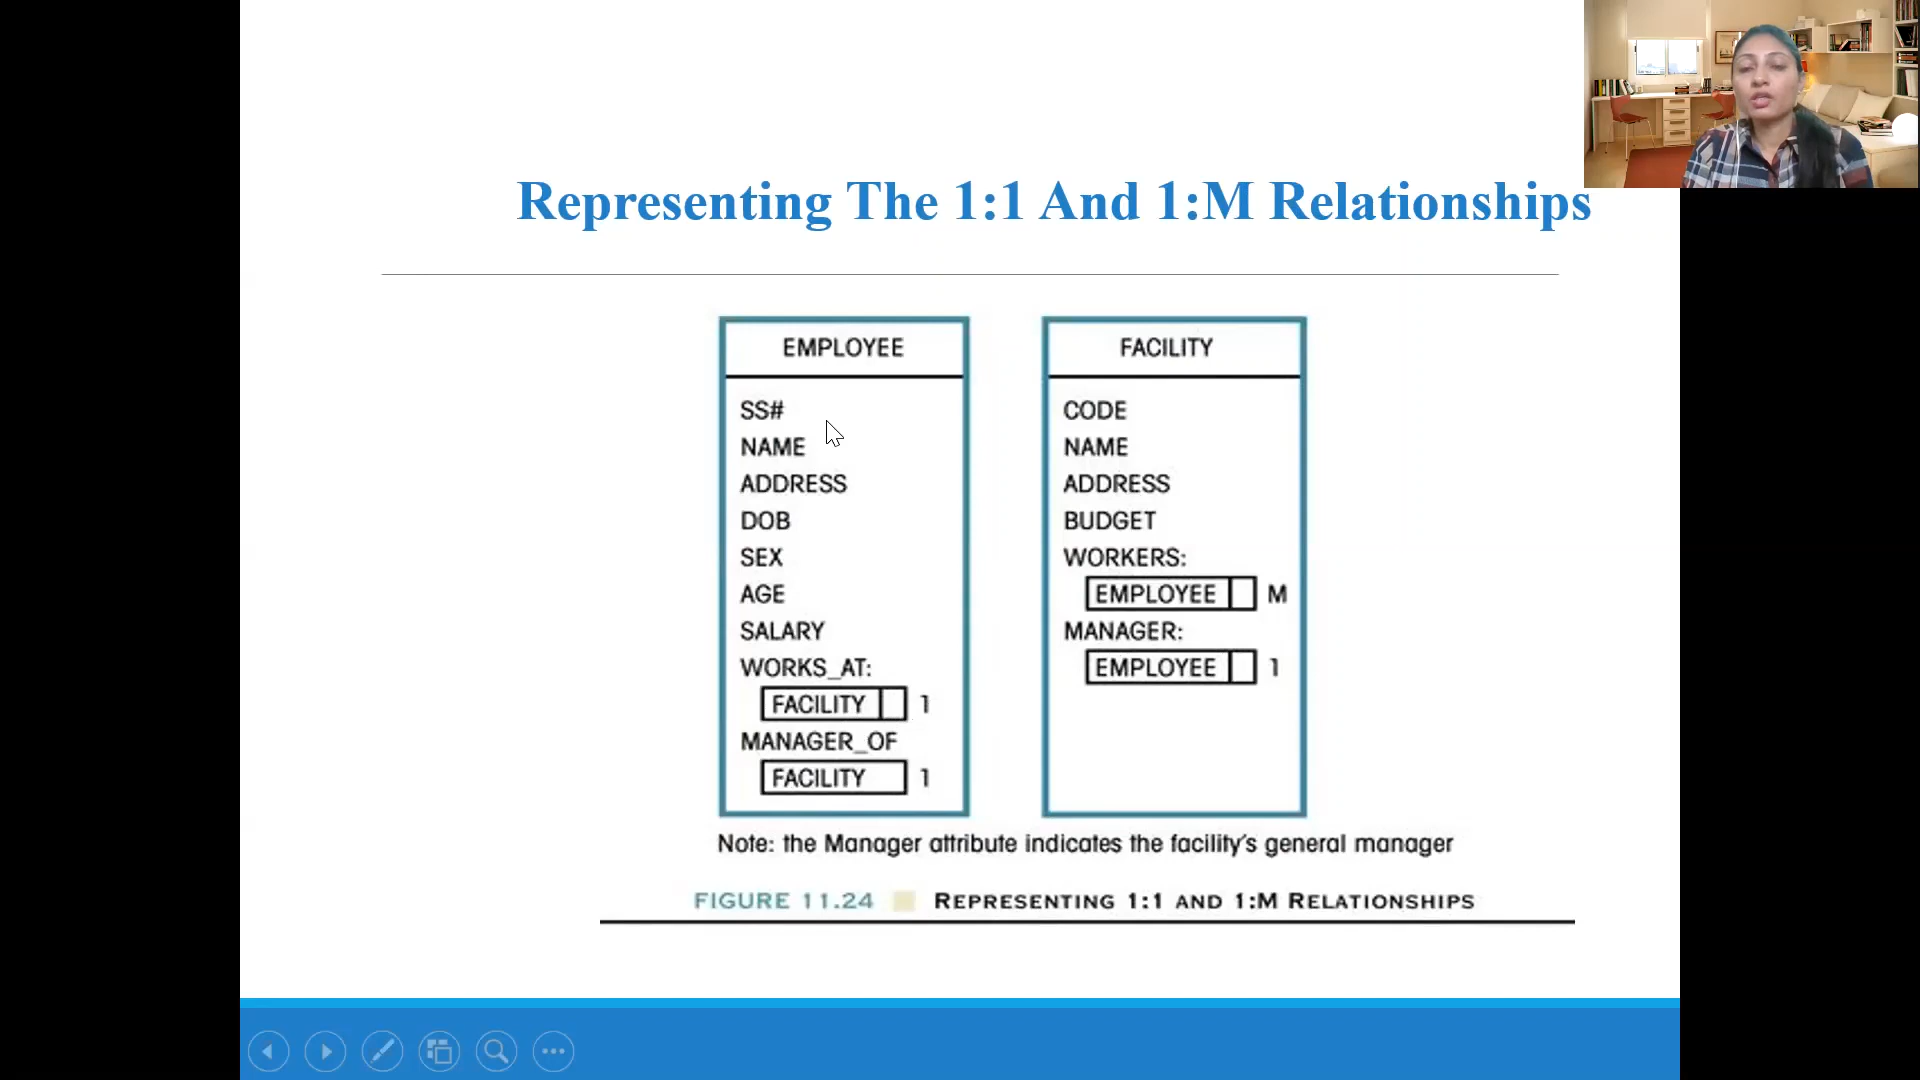 Representing The 1:1 And 1:M Relationships
EMPLOYEE
SS#
NAME
ADDRESS
DOB
SEX
AGE
SALARY
WORKS_AT:
FACILITY 1
MANAGER_OF
FACILITY 1
FACILITY
CODE
NAME
ADDRESS
BUDGET
WORKERS:
EMPLOYEE M
MANAGER:
EMPLOYEE 1
Note: the Manager attribute indicates the facility's general manager
FIGURE 11.24 REPRESENTING 1:1 AND 1:M RELATIONSHIPS